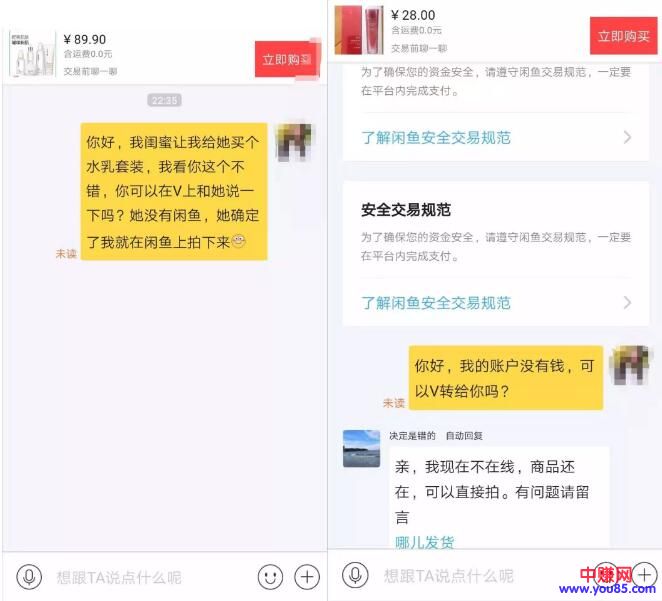 ¥ 89.90
含运费0.0元
交易前聊一聊
立即购
22:35
你好，我闺蜜让我给她买个
水乳套装，我看你这个不
错，你可以在V上和她说一
下吗？她没有闲鱼，她确定
了我就在闲鱼上拍下来😁
未读
想跟TA说点什么呢
¥ 28.00
含运费0.0元
交易前聊一聊
立即购买
为了确保您的资金安全，请遵守闲鱼交易规范，一定要
在平台内完成支付。
了解闲鱼安全交易规范
安全交易规范
为了确保您的资金安全，请遵守闲鱼交易规范，一定要
在平台内完成支付。
了解闲鱼安全交易规范
你好，我的账户没有钱，可
以V转给你吗？
未读
决定是错的 自动回复
亲，我现在不在线，商品还
在，可以直接拍。有问题请留
言
哪儿发货
想跟TA说点什么呢
中赚网
www.you85.com